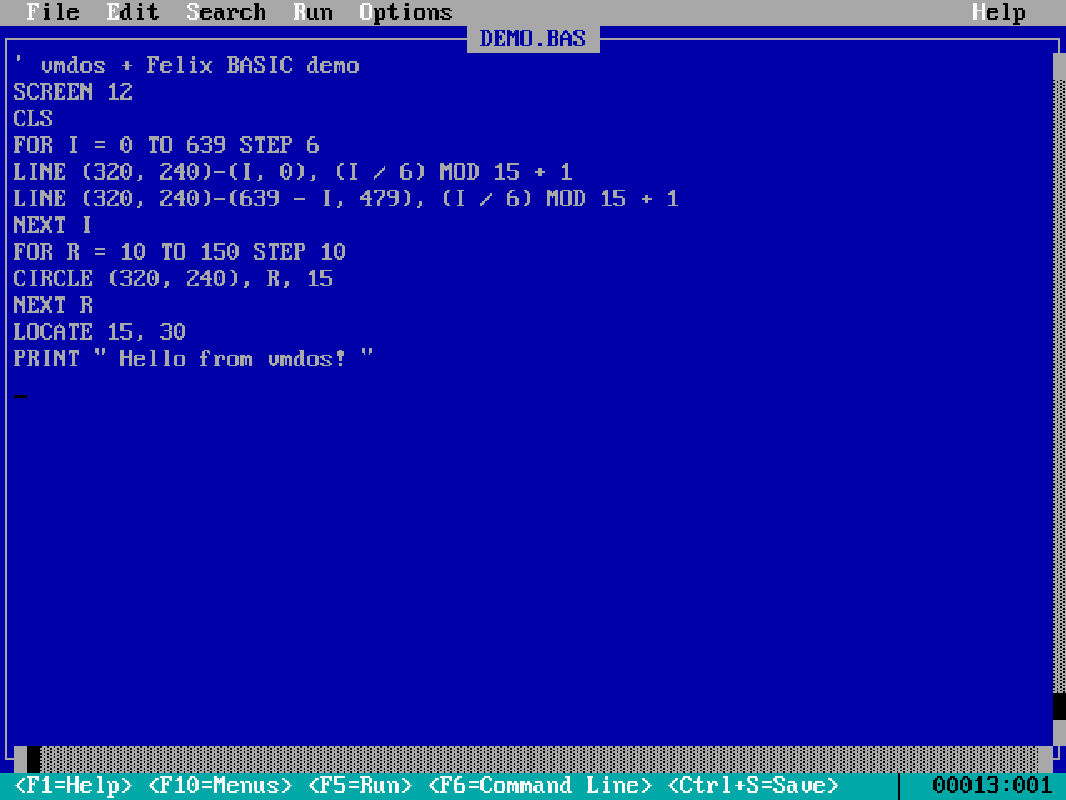 File Edit Search Run Options Help
DEMO.BAS
' vmdos + Felix BASIC demo
SCREEN 12
CLS
FOR I = 0 TO 639 STEP 6
LINE (320, 240)-(I, 0), (I / 6) MOD 15 + 1
LINE (320, 240)-(639 - I, 479), (I / 6) MOD 15 + 1
NEXT I
FOR R = 10 TO 150 STEP 10
CIRCLE (320, 240), R, 15
NEXT R
LOCATE 15, 30
PRINT " Hello from vmdos! "
<F1=Help> <F10=Menus> <F5=Run> <F6=Command Line> <Ctrl+S=Save> 00013:001